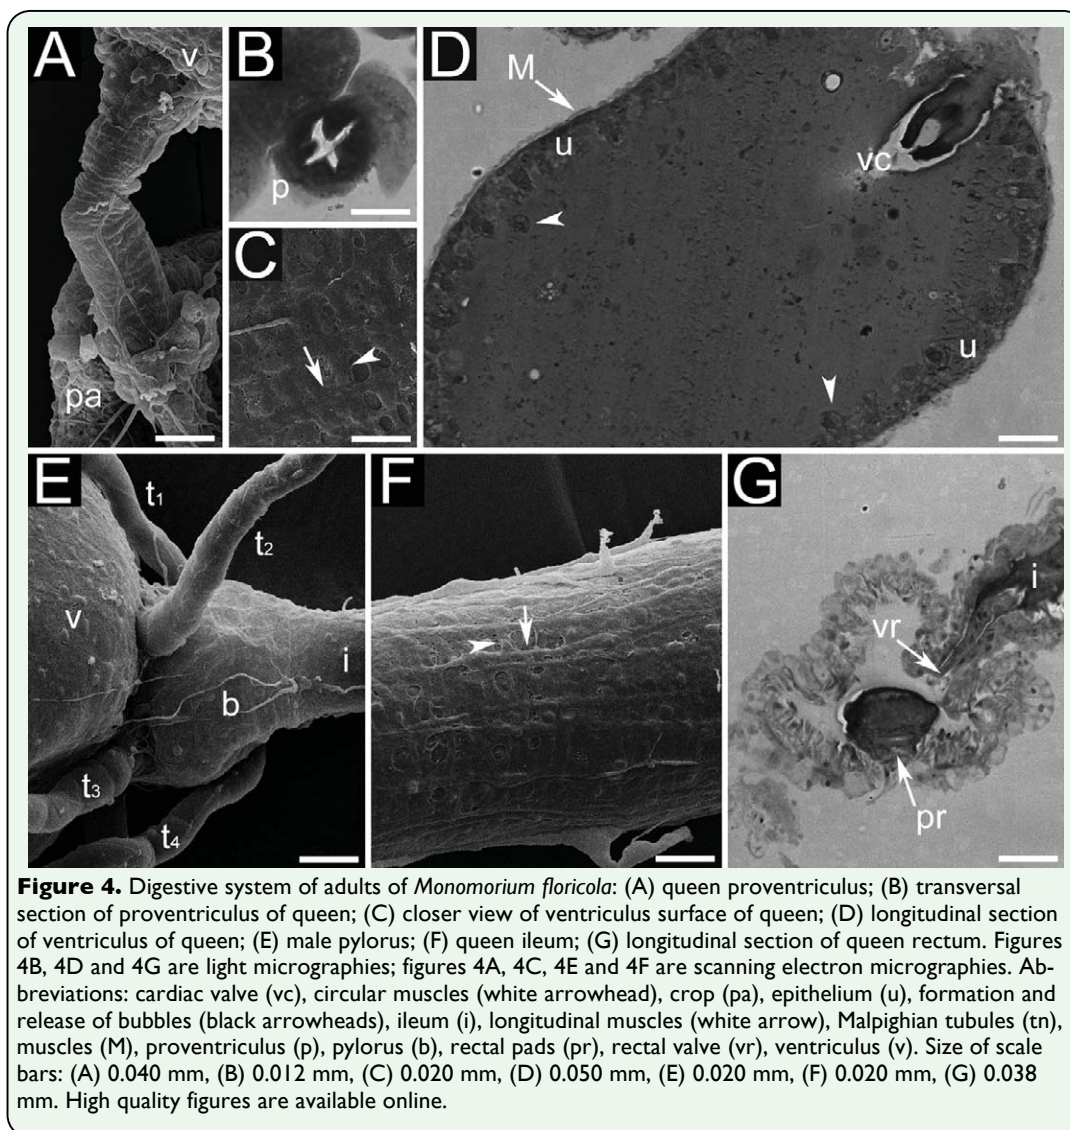 A
v
pa
B
p
C
D
M
u
vc
u
E
t1
t2
v
b
i
t3
t4
F
G
i
vr
pr
Figure 4. Digestive system of adults of Monomorium floricola: (A) queen proventriculus; (B) transversal
section of proventriculus of queen; (C) closer view of ventriculus surface of queen; (D) longitudinal section
of ventriculus of queen; (E) male pylorus; (F) queen ileum; (G) longitudinal section of queen rectum. Figures
4B, 4D and 4G are light micrographies; figures 4A, 4C, 4E and 4F are scanning electron micrographies. Ab-
breviations: cardiac valve (vc), circular muscles (white arrowhead), crop (pa), epithelium (u), formation and
release of bubbles (black arrowheads), ileum (i), longitudinal muscles (white arrow), Malpighian tubules (tn),
muscles (M), proventriculus (p), pylorus (b), rectal pads (pr), rectal valve (vr), ventriculus (v). Size of scale
bars: (A) 0.040 mm, (B) 0.012 mm, (C) 0.020 mm, (D) 0.050 mm, (E) 0.020 mm, (F) 0.020 mm, (G) 0.038
mm. High quality figures are available online.